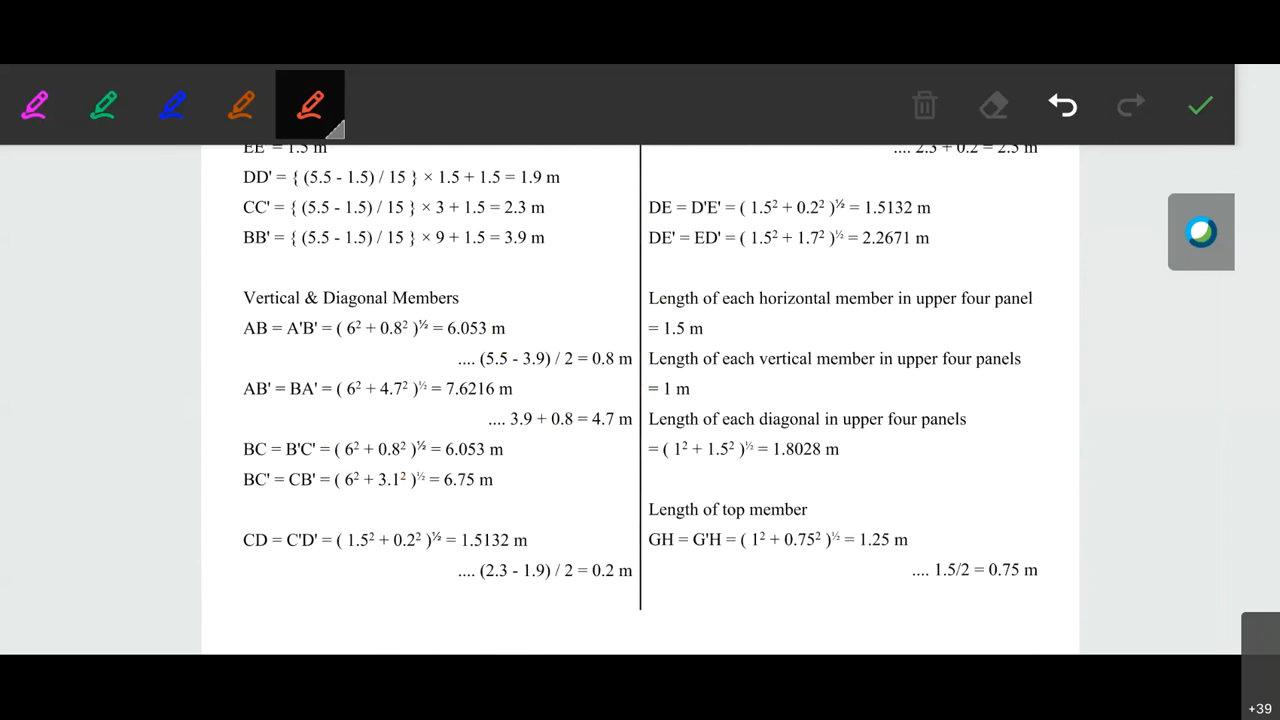 EE' = 1.5 m
DD' = { (5.5 - 1.5) / 15 } × 1.5 + 1.5 = 1.9 m
CC' = { (5.5 - 1.5) / 15 } × 3 + 1.5 = 2.3 m
BB' = { (5.5 - 1.5) / 15 } × 9 + 1.5 = 3.9 m
Vertical & Diagonal Members
AB = A'B' = ( 6² + 0.8² )^½ = 6.053 m
.... (5.5 - 3.9) / 2 = 0.8 m
AB' = BA' = ( 6² + 4.7² )^½ = 7.6216 m
.... 3.9 + 0.8 = 4.7 m
BC = B'C' = ( 6² + 0.8² )^½ = 6.053 m
BC' = CB' = ( 6² + 3.1² )^½ = 6.75 m
CD = C'D' = ( 1.5² + 0.2² )^½ = 1.5132 m
.... (2.3 - 1.9) / 2 = 0.2 m
.... 2.3 + 0.2 = 2.5 m
DE = D'E' = ( 1.5² + 0.2² )^½ = 1.5132 m
DE' = ED' = ( 1.5² + 1.7² )^½ = 2.2671 m
Length of each horizontal member in upper four panel
= 1.5 m
Length of each vertical member in upper four panels
= 1 m
Length of each diagonal in upper four panels
= ( 1² + 1.5² )^½ = 1.8028 m
Length of top member
GH = G'H = ( 1² + 0.75² )^½ = 1.25 m
.... 1.5/2 = 0.75 m
+39